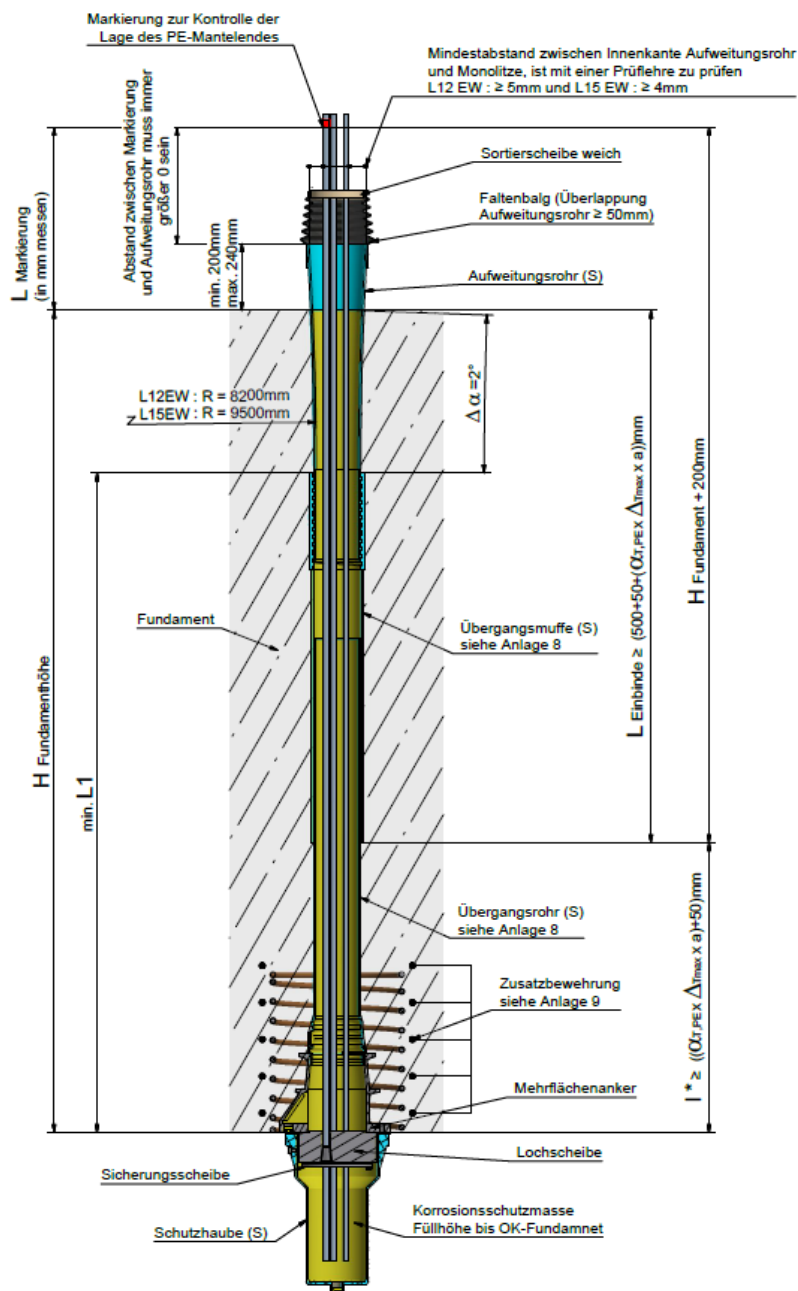 Markierung zur Kontrolle der
Lage des PE-Mantelendes
Mindestabstand zwischen Innenkante Aufweitungsrohr
und Monolitze, ist mit einer Prüflehre zu prüfen
L12 EW : ≥ 5mm und L15 EW : ≥ 4mm
L Markierung
(in mm messen)
Abstand zwischen Markierung
und Aufweitungsrohr muss immer
größer 0 sein
Sortierscheibe weich
Faltenbalg (Überlappung
Aufweitungsrohr ≥ 50mm)
min. 200mm
max. 240mm
Aufweitungsrohr (S)
L12EW : R = 8200mm
L15EW : R = 9500mm
Δ α =2°
L Einbinde ≥ (500+50+(αT,PEX ΔTmax x a))mm
H Fundament + 200mm
Fundament
Übergangsmuffe (S)
siehe Anlage 8
H Fundamenthöhe
min. L1
Übergangsrohr (S)
siehe Anlage 8
Zusatzbewehrung
siehe Anlage 9
l * ≥ ((αT,PEX ΔTmax x a)+50)mm
Mehrflächenanker
Lochscheibe
Sicherungsscheibe
Korrosionsschutzmasse
Füllhöhe bis OK-Fundamnet
Schutzhaube (S)